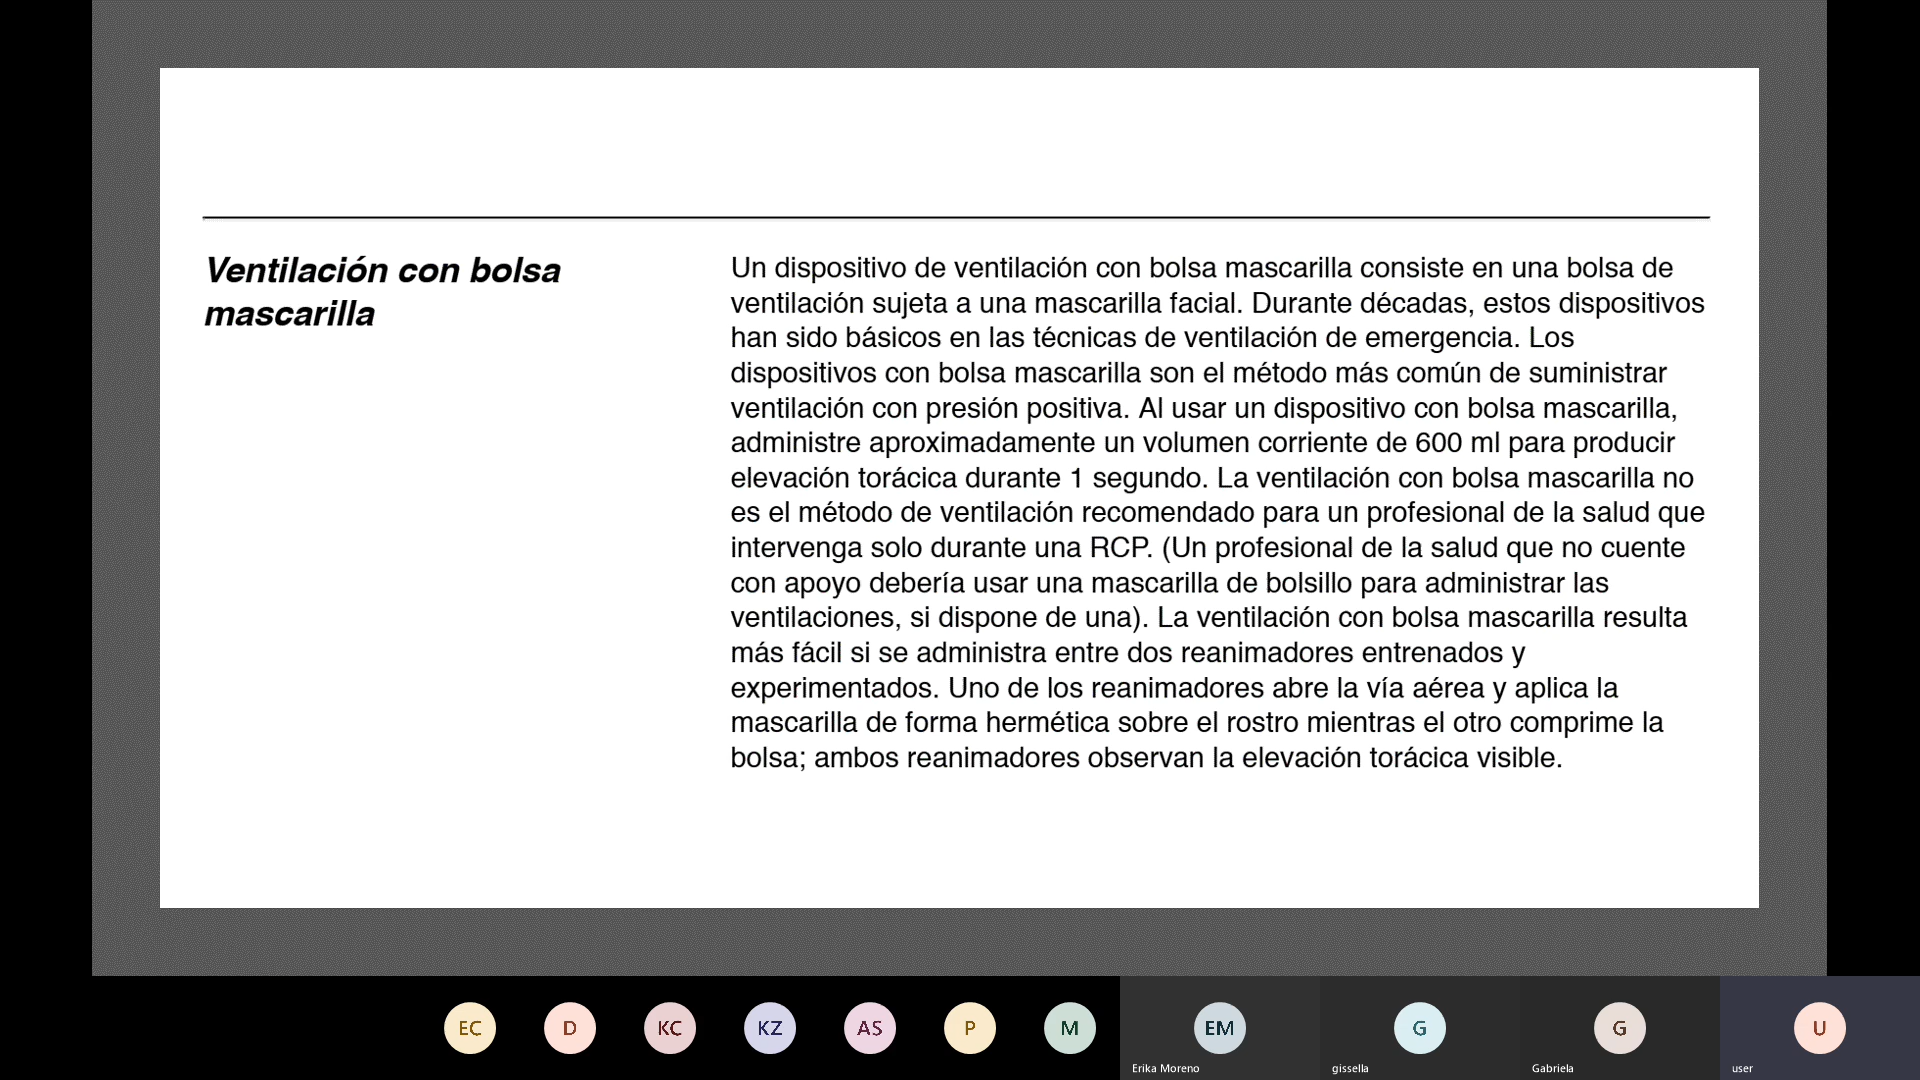 Ventilación con bolsa
mascarilla
Un dispositivo de ventilación con bolsa mascarilla consiste en una bolsa de
ventilación sujeta a una mascarilla facial. Durante décadas, estos dispositivos
han sido básicos en las técnicas de ventilación de emergencia. Los
dispositivos con bolsa mascarilla son el método más común de suministrar
ventilación con presión positiva. Al usar un dispositivo con bolsa mascarilla,
administre aproximadamente un volumen corriente de 600 ml para producir
elevación torácica durante 1 segundo. La ventilación con bolsa mascarilla no
es el método de ventilación recomendado para un profesional de la salud que
intervenga solo durante una RCP. (Un profesional de la salud que no cuente
con apoyo debería usar una mascarilla de bolsillo para administrar las
ventilaciones, si dispone de una). La ventilación con bolsa mascarilla resulta
más fácil si se administra entre dos reanimadores entrenados y
experimentados. Uno de los reanimadores abre la vía aérea y aplica la
mascarilla de forma hermética sobre el rostro mientras el otro comprime la
bolsa; ambos reanimadores observan la elevación torácica visible.
EC D KC KZ AS P M EM G G U
Erika Moreno gissella Gabriela user